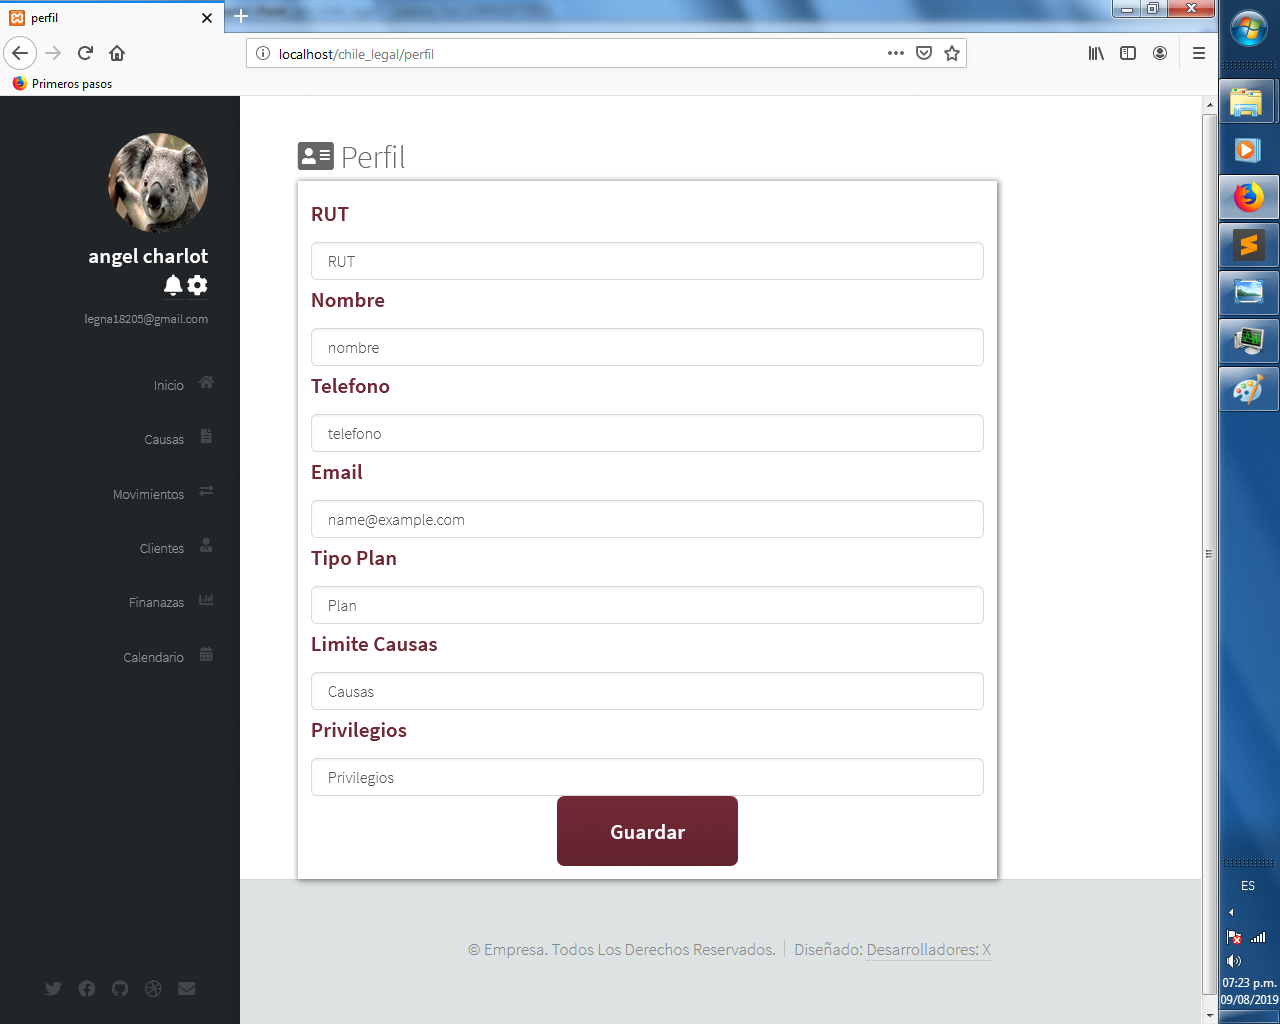 perfil
localhost/chile_legal/perfil
Primeros pasos
angel charlot
legna18205@gmail.com
Inicio
Causas
Movimientos
Clientes
Finanazas
Calendario
Perfil
RUT
RUT
Nombre
nombre
Telefono
telefono
Email
name@example.com
Tipo Plan
Plan
Limite Causas
Causas
Privilegios
Privilegios
Guardar
© Empresa. Todos Los Derechos Reservados. Diseñado: Desarrolladores: X
ES
07:23 p.m.
09/08/2019